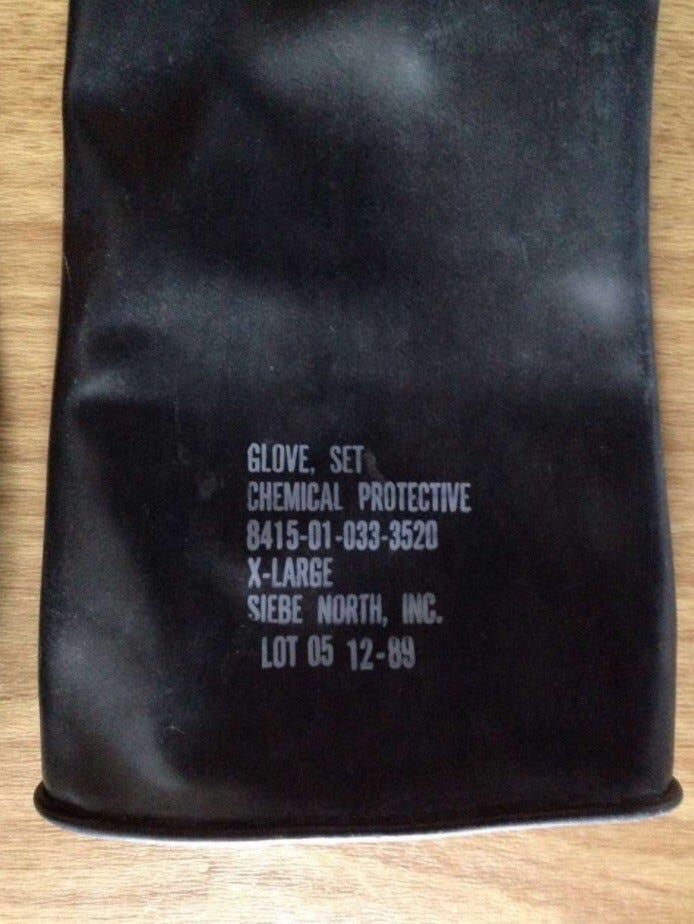 GLOVE, SET
CHEMICAL PROTECTIVE
8415-01-033-3520
X-LARGE
SIEBE NORTH, INC.
LOT 05 12-89